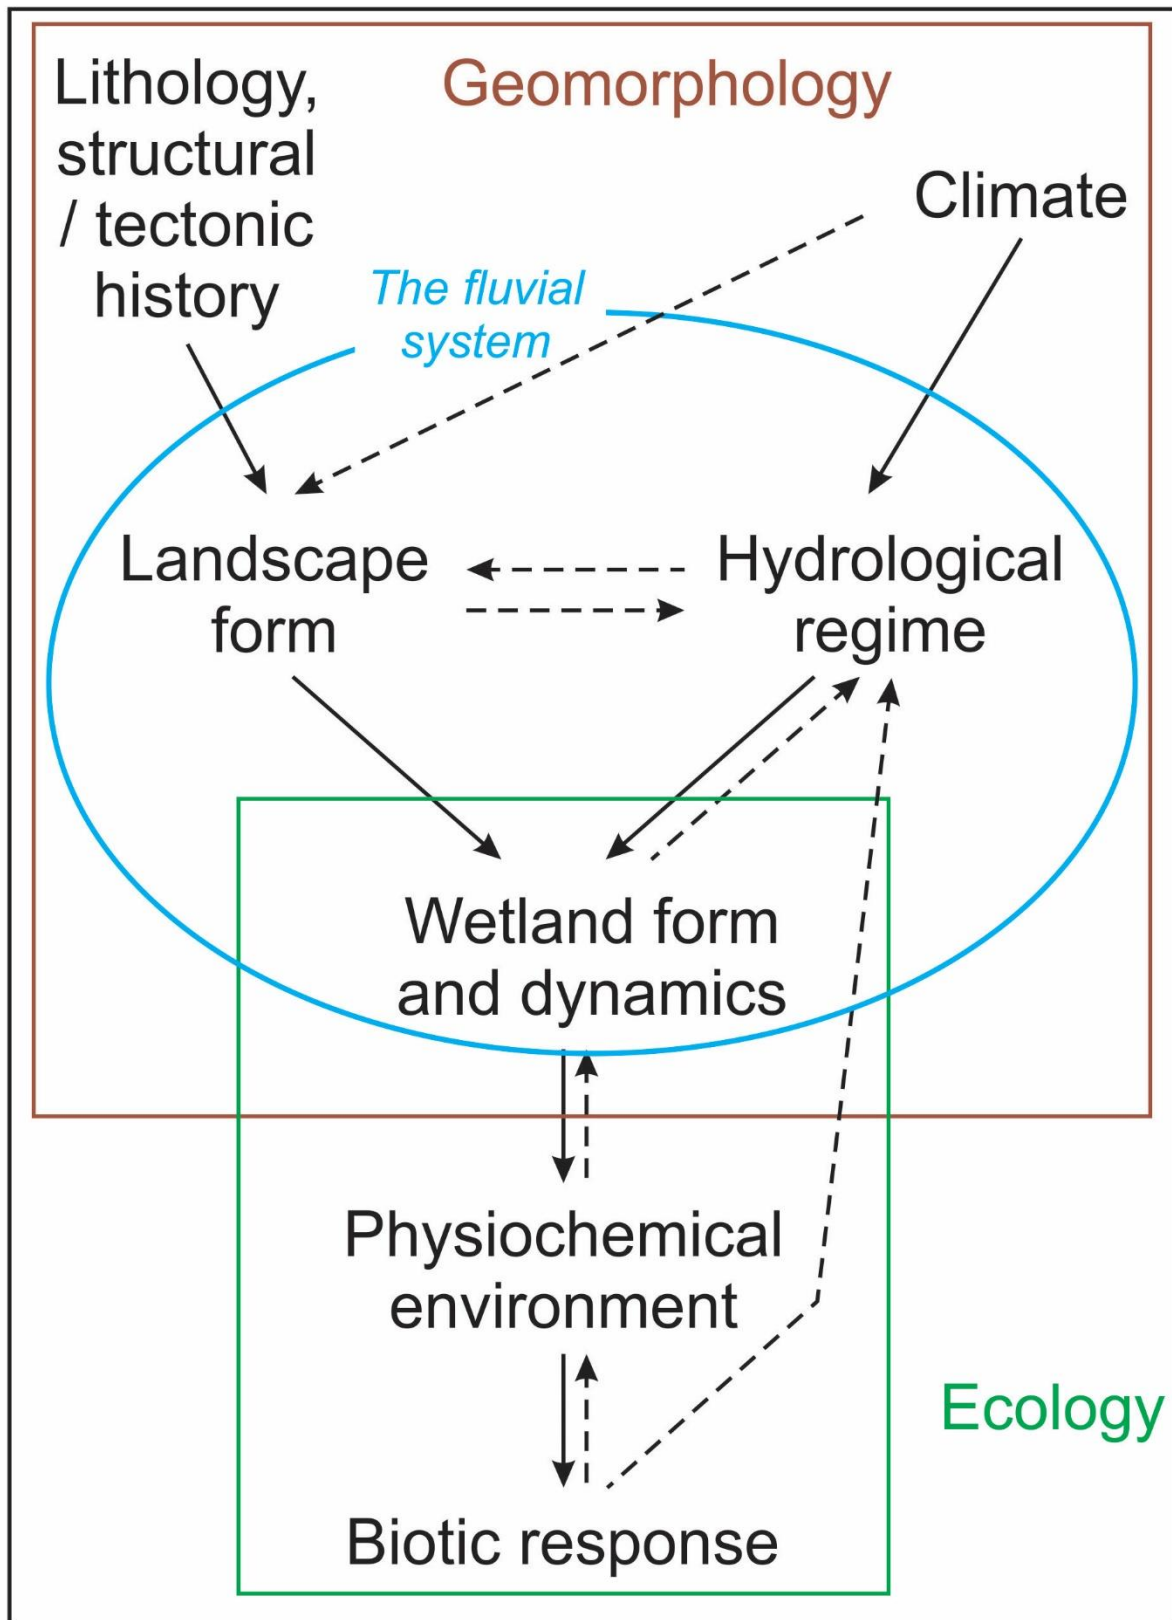 Lithology,
structural
/ tectonic
history
Geomorphology
Climate
The fluvial
system
Landscape
form
Hydrological
regime
Wetland form
and dynamics
Physiochemical
environment
Ecology
Biotic response